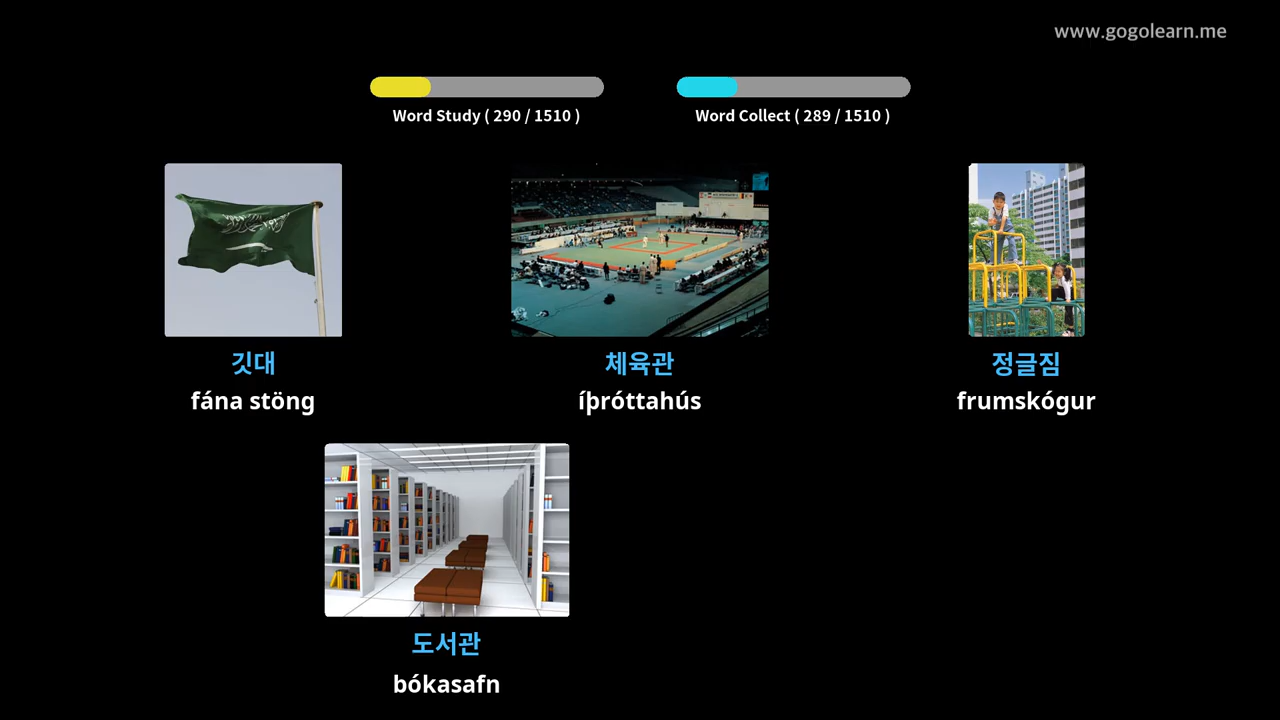 www.gogolearn.me
Word Study ( 290 / 1510 )
Word Collect ( 289 / 1510 )
깃대
fána stöng
체육관
íþróttahús
정글짐
frumskógur
도서관
bókasafn